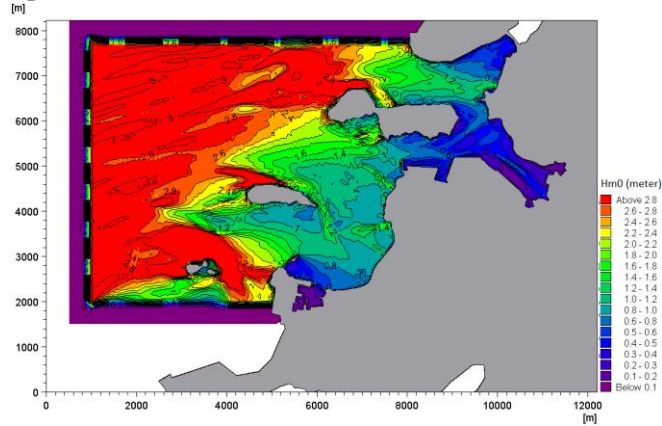 [m]
8000
7000
6000
5000
4000
3000
2000
1000
0
0
2000
4000
6000
8000
10000
12000
[m]
Hm0 (meter)
Above 2.8
2.6 - 2.8
2.4 - 2.6
2.2 - 2.4
2.0 - 2.2
1.8 - 2.0
1.6 - 1.8
1.4 - 1.6
1.2 - 1.4
1.0 - 1.2
0.8 - 1.0
0.6 - 0.8
0.5 - 0.6
0.4 - 0.5
0.3 - 0.4
0.2 - 0.3
0.1 - 0.2
Below 0.1